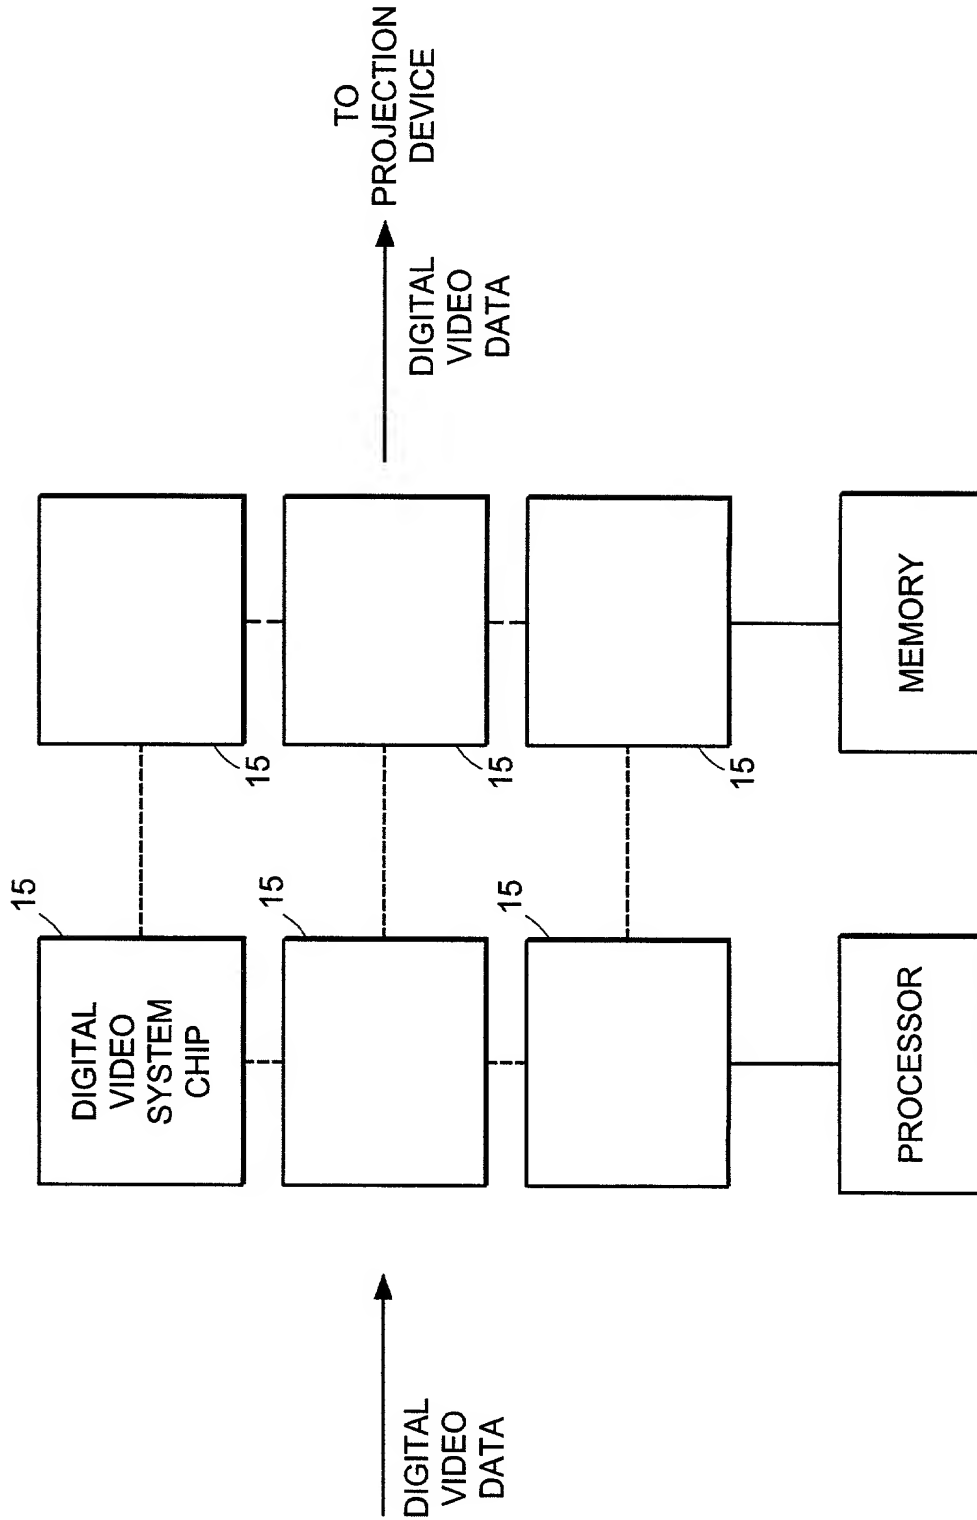 DIGITAL
VIDEO
DATA
15
DIGITAL
VIDEO
SYSTEM
CHIP
15
15
PROCESSOR
15
15
15
MEMORY
DIGITAL
VIDEO
DATA
TO
PROJECTION
DEVICE